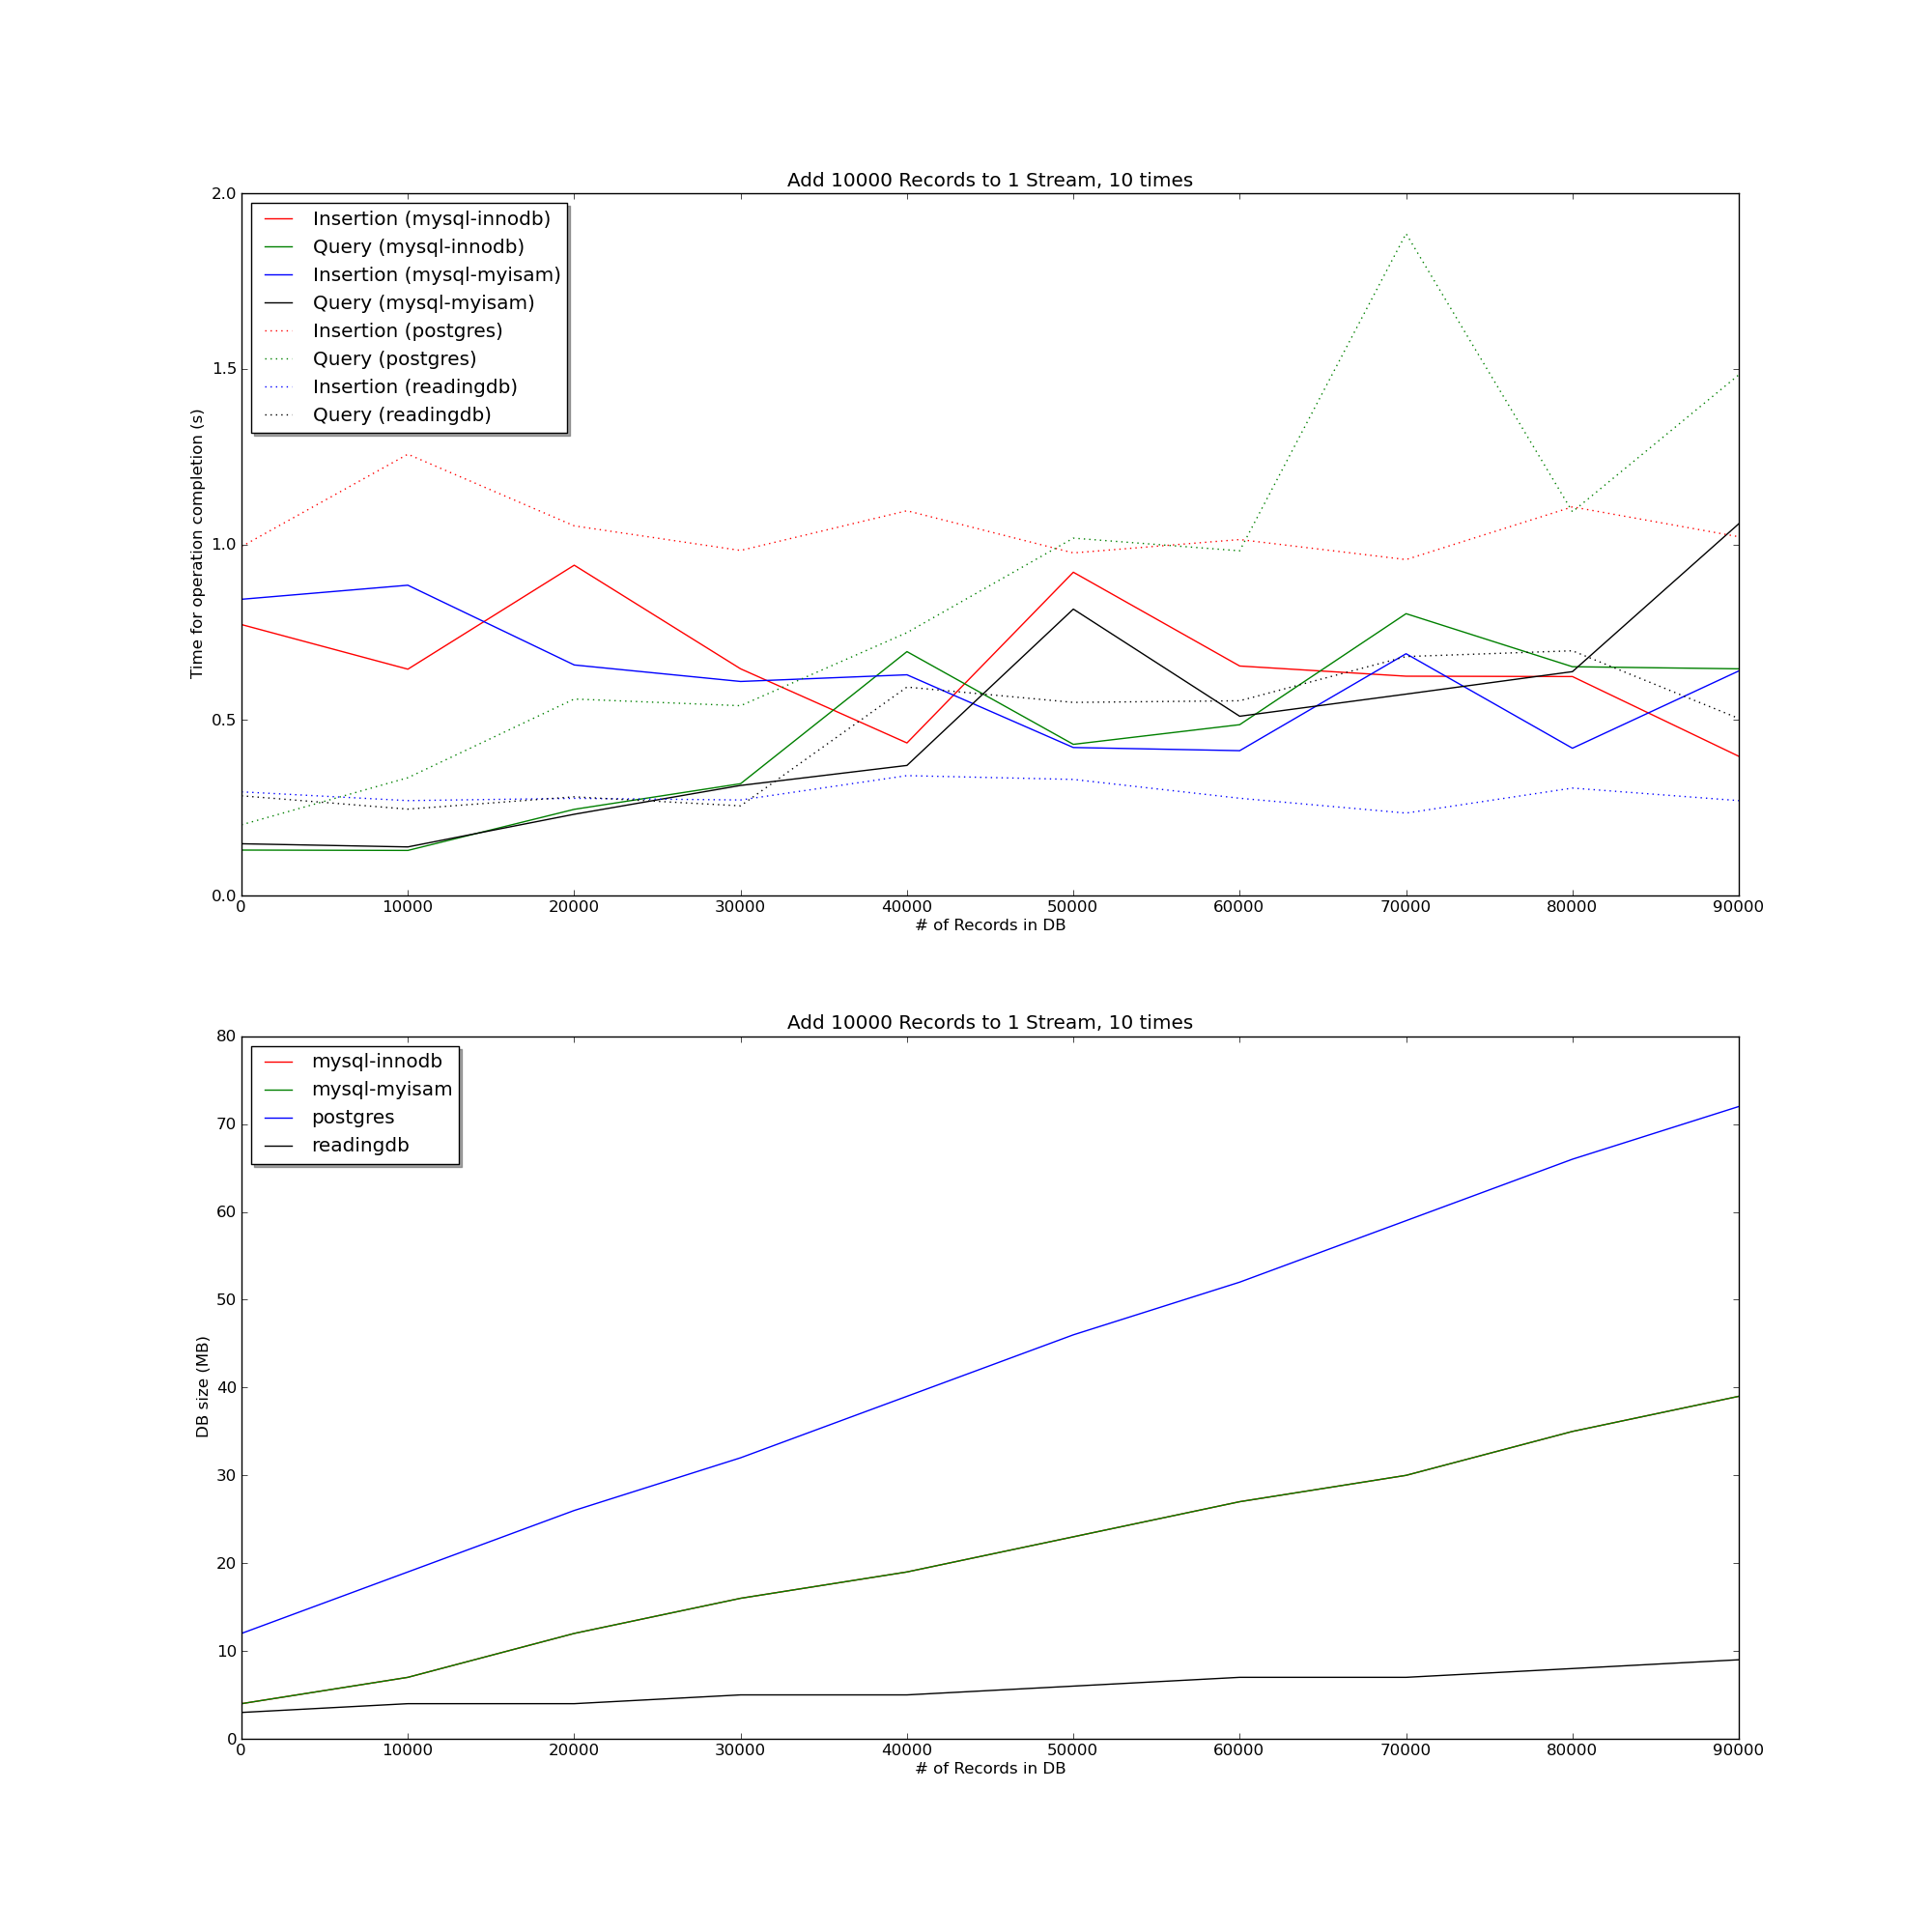 Add 10000 Records to 1 Stream, 10 times
2.0
1.5
1.0
0.5
0.0
Time for operation completion (s)
Insertion (mysql-innodb)
Query (mysql-innodb)
Insertion (mysql-myisam)
Query (mysql-myisam)
Insertion (postgres)
Query (postgres)
Insertion (readingdb)
Query (readingdb)
0 10000 20000 30000 40000 50000 60000 70000 80000 90000
# of Records in DB
Add 10000 Records to 1 Stream, 10 times
80
70
60
50
40
30
20
10
0
DB size (MB)
mysql-innodb
mysql-myisam
postgres
readingdb
0 10000 20000 30000 40000 50000 60000 70000 80000 90000
# of Records in DB